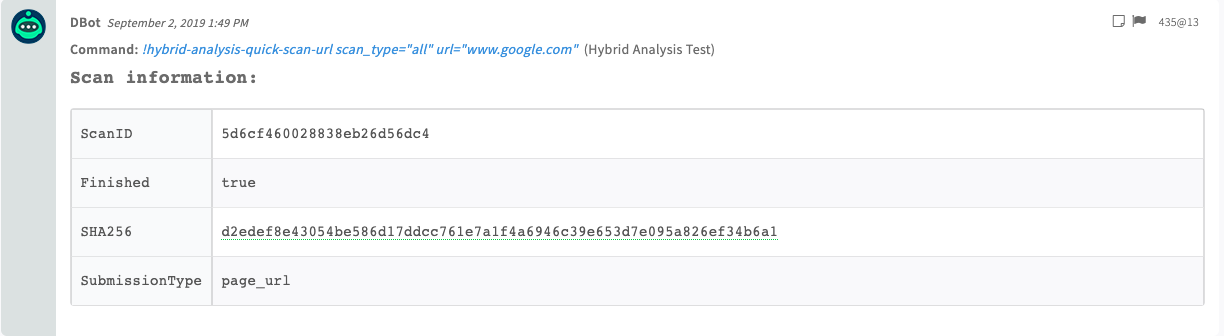 DBot September 2, 2019 1:49 PM 435@13
Command: !hybrid-analysis-quick-scan-url scan_type="all" url="www.google.com" (Hybrid Analysis Test)
Scan information:
ScanID 5d6cf460028838eb26d56dc4
Finished true
SHA256 d2edef8e43054be586d17ddcc761e7a1f4a6946c39e653d7e095a826ef34b6a1
SubmissionType page_url